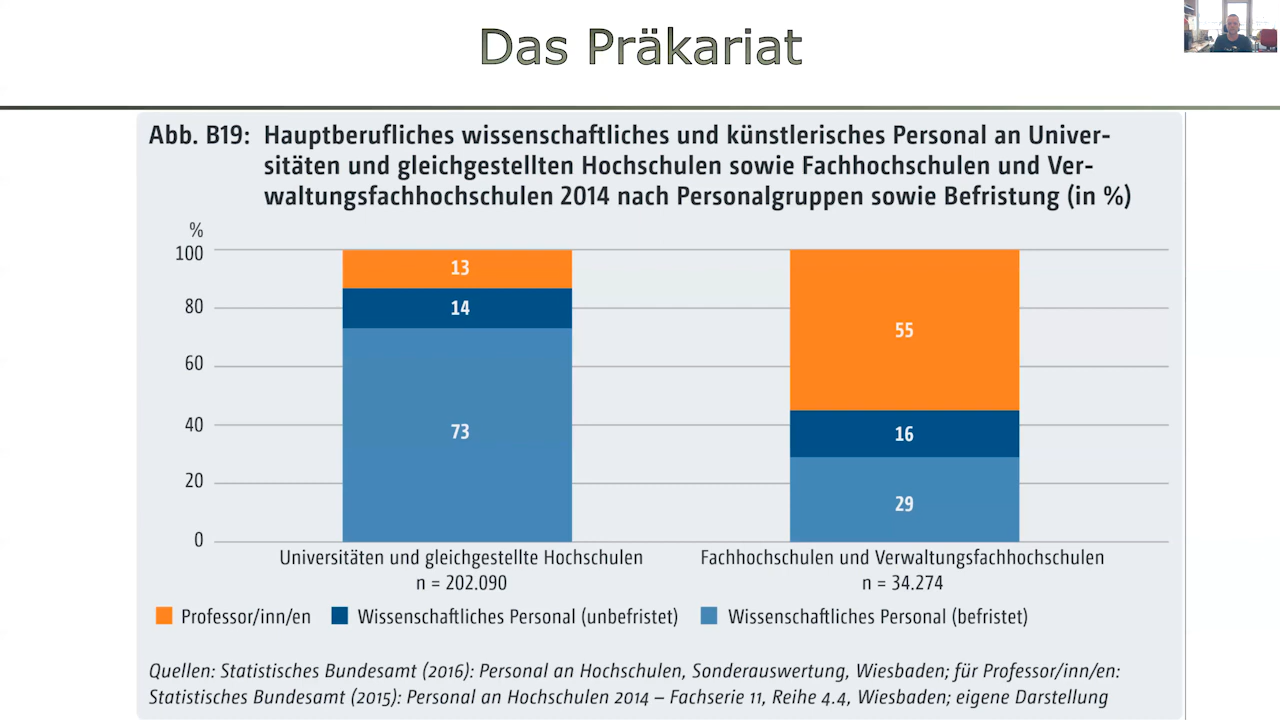 Das Präkariat
Abb. B19: Hauptberufliches wissenschaftliches und künstlerisches Personal an Univer-
sitäten und gleichgestellten Hochschulen sowie Fachhochschulen und Ver-
waltungsfachhochschulen 2014 nach Personalgruppen sowie Befristung (in %)
%
100
80
60
40
20
0
13
14
73
55
16
29
Universitäten und gleichgestellte Hochschulen
n = 202.090
Fachhochschulen und Verwaltungsfachhochschulen
n = 34.274
Professor/inn/en
Wissenschaftliches Personal (unbefristet)
Wissenschaftliches Personal (befristet)
Quellen: Statistisches Bundesamt (2016): Personal an Hochschulen, Sonderauswertung, Wiesbaden; für Professor/inn/en:
Statistisches Bundesamt (2015): Personal an Hochschulen 2014 – Fachserie 11, Reihe 4.4, Wiesbaden; eigene Darstellung